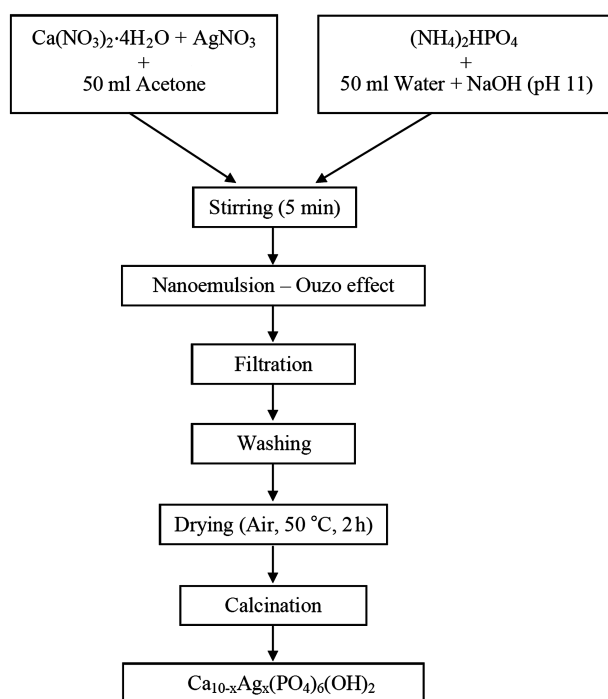 Ca(NO₃)₂·4H₂O + AgNO₃
+
50 ml Acetone
(NH₄)₂HPO₄
+
50 ml Water + NaOH (pH 11)
Stirring (5 min)
Nanoemulsion – Ouzo effect
Filtration
Washing
Drying (Air, 50 °C, 2h)
Calcination
Ca₁₀₋ₓAgₓ(PO₄)₆(OH)₂